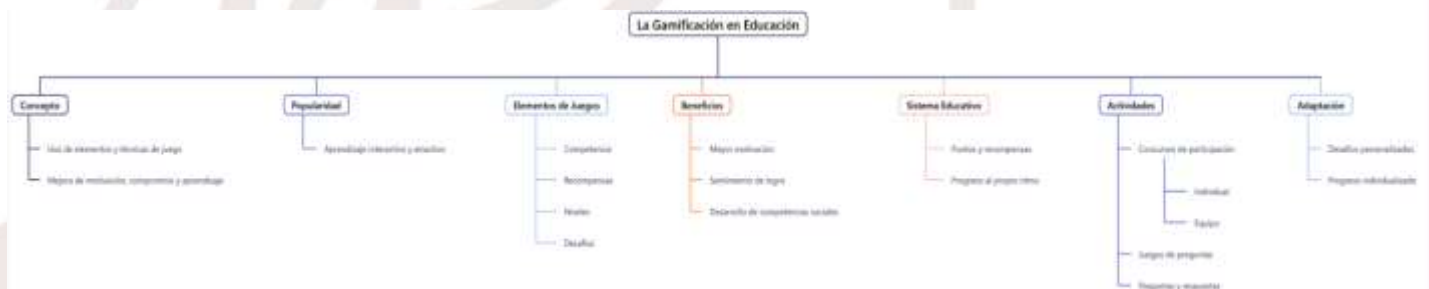 La Gamificación en Educación
Concepto
Uso de elementos y técnicas de juego
Mejora de motivación, compromiso y aprendizaje
Popularidad
Aprendizaje interactivo y atractivo
Elementos de Juegos
Competencia
Recompensas
Niveles
Desafíos
Beneficios
Mayor motivación
Sentimiento de logro
Desarrollo de competencias sociales
Sistema Educativo
Puntos y recompensas
Progreso al propio ritmo
Actividades
Concursos de participación
Individual
Equipo
Juegos de preguntas
Preguntas y respuestas
Adaptación
Desafíos personalizados
Progreso individualizado